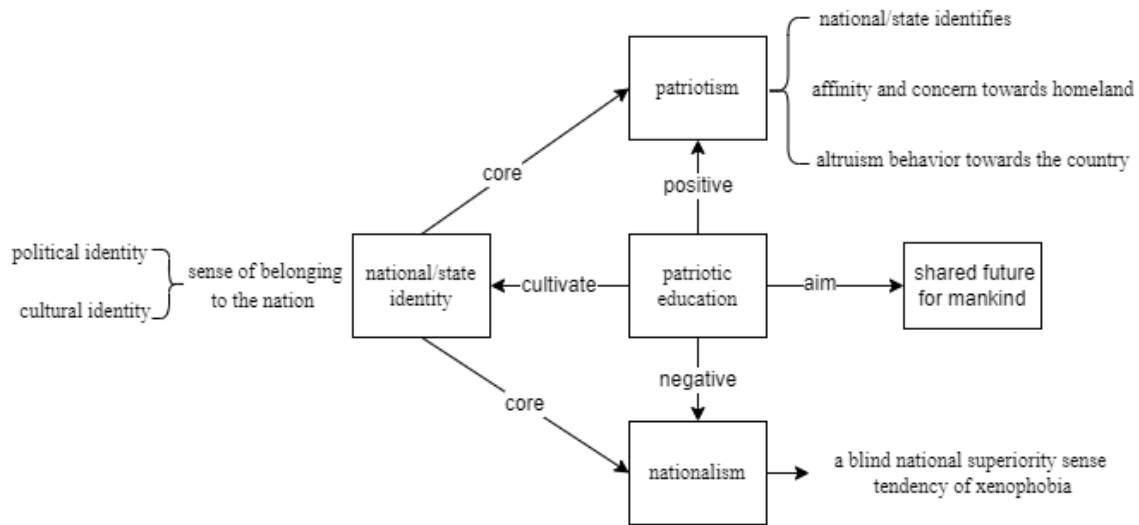 national/state identifies
patriotism
affinity and concern towards homeland
core
altruism behavior towards the country
positive
political identity
cultural identity
sense of belonging
to the nation
national/state
identity
cultivate
patriotic
education
aim
shared future
for mankind
negative
core
nationalism
a blind national superiority sense
tendency of xenophobia